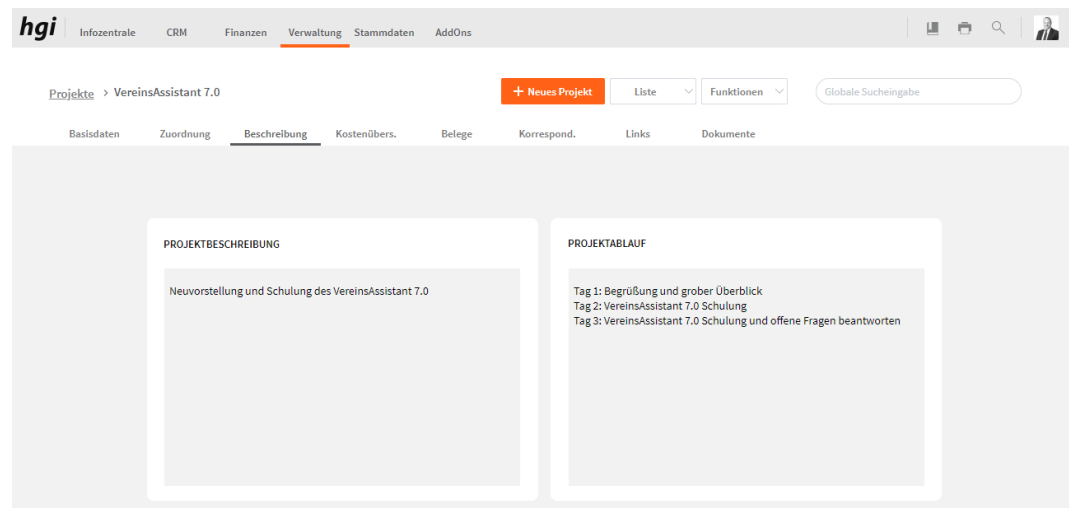 hgi
Infozentrale CRM Finanzen Verwaltung Stammdaten AddOns
Projekte > VereinsAssistant 7.0
+ Neues Projekt Liste Funktionen Globale Sucheingabe
Basisdaten Zuordnung Beschreibung Kostenübers. Belege Korrespond. Links Dokumente
PROJEKTBESCHREIBUNG
Neuvorstellung und Schulung des VereinsAssistant 7.0
PROJEKTABLAUF
Tag 1: Begrüßung und grober Überblick
Tag 2: VereinsAssistant 7.0 Schulung
Tag 3: VereinsAssistant 7.0 Schulung und offene Fragen beantworten